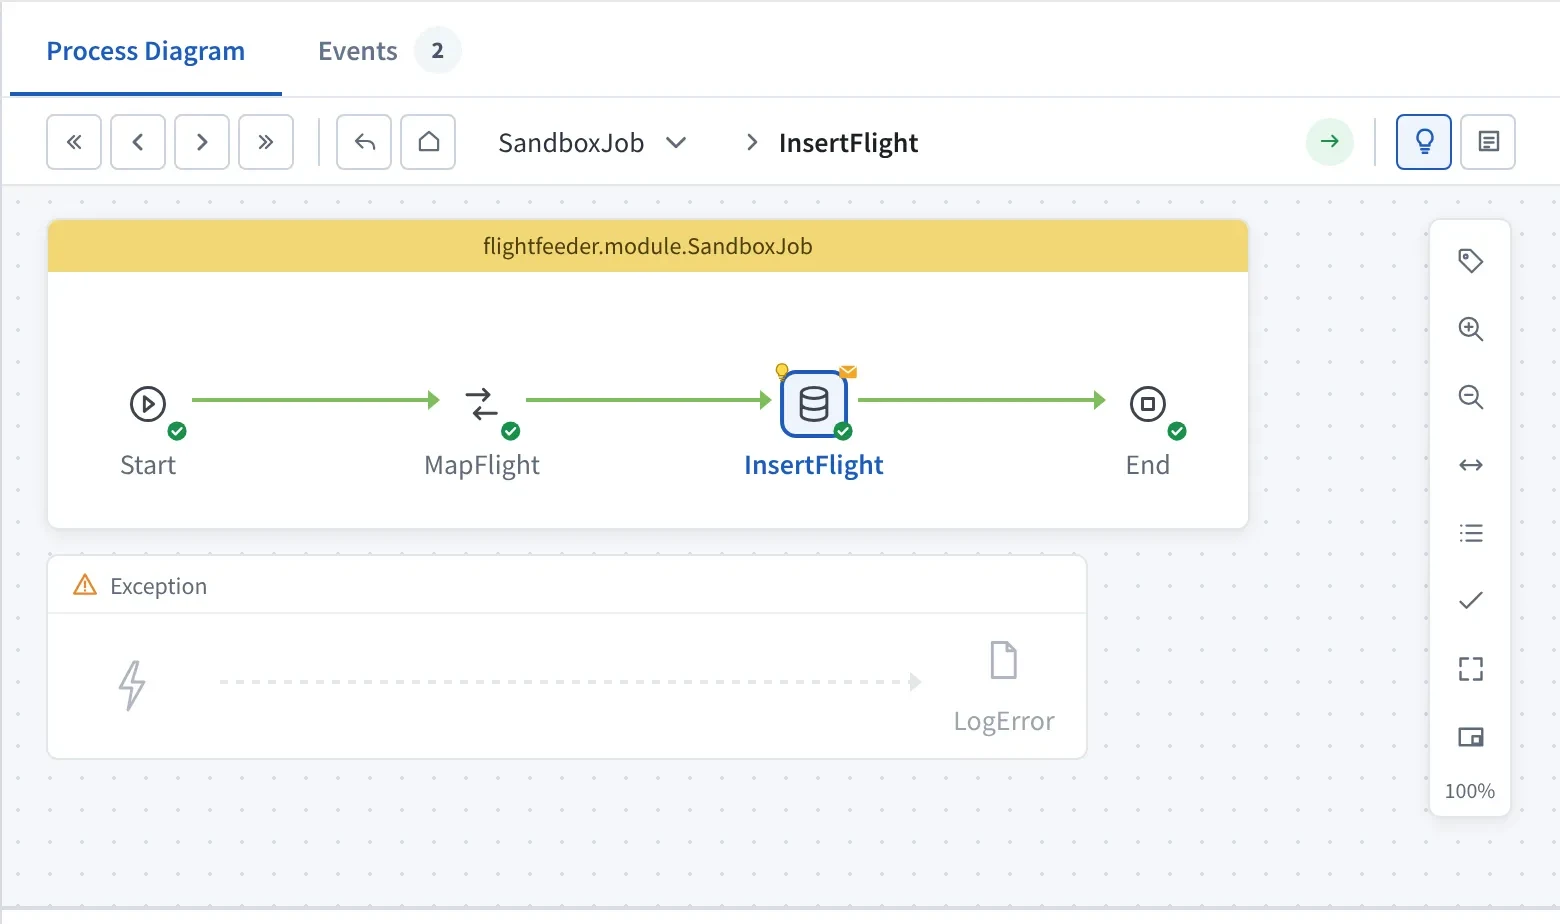 Process Diagram
Events 2
SandboxJob
InsertFlight
flightfeeder.module.SandboxJob
Start
MapFlight
InsertFlight
End
Exception
LogError
100%